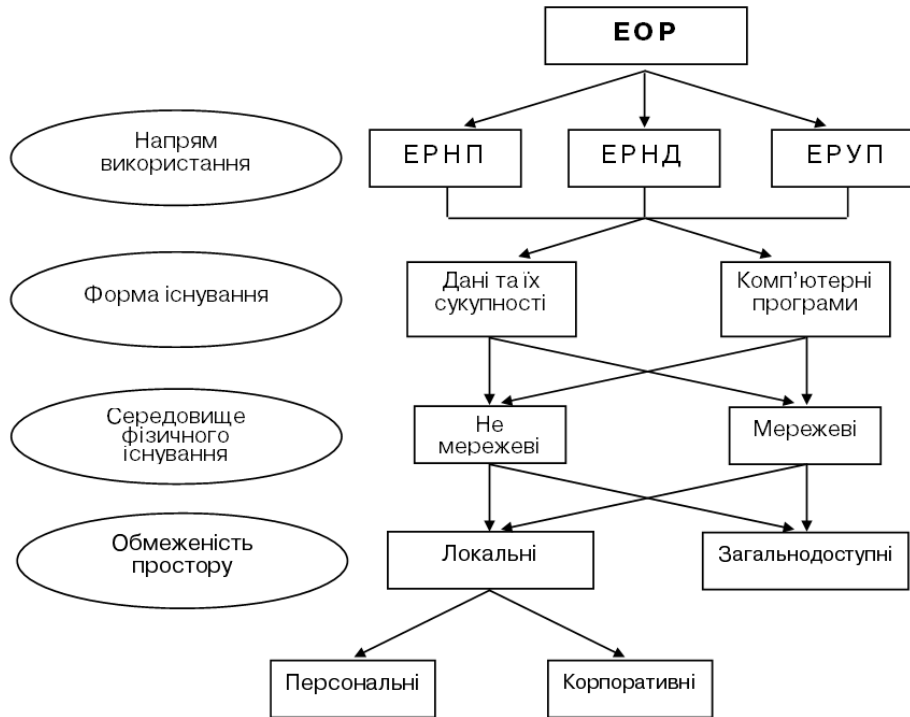 ЕОР
Напрям
використання
ЕРНП
ЕРНД
ЕРУП
Форма існування
Дані та їх
сукупності
Комп’ютерні
програми
Середовище
фізичного
існування
Не
мережеві
Мережеві
Обмеженість
простору
Локальні
Загальнодоступні
Персональні
Корпоративні